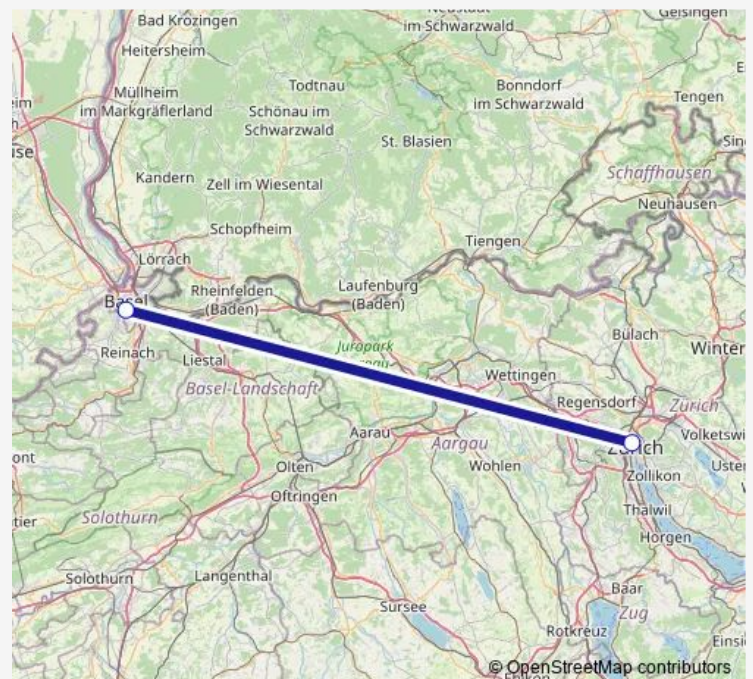 Bad Krozingen
im Schwarzwald
Geisingen
Heitersheim
Müllheim
im Markgräflerland
Todtnau
Bonndorf
im Schwarzwald
Tengen
Schönau im
Schwarzwald
St. Blasien
Kandern
Zell im Wiesental
Schaffhausen
Neuhausen
Schopfheim
Tiengen
Lörrach
Rheinfelden
(Baden)
Laufenburg
(Baden)
Basel
Reinach
Liestal
Jurapark
Bülach
Winter
Basel-Landschaft
Wettingen
Regensdorf
Zürich
Aarau
Aargau
Zürich
Volketswi
Olten
Wohlen
Zollikon
Uster
Oftringen
Thalwil
Solothurn
Horgen
Solothurn
Langenthal
Baar
Sursee
Zug
Rotkreuz
Einsi
© OpenStreetMap contributors